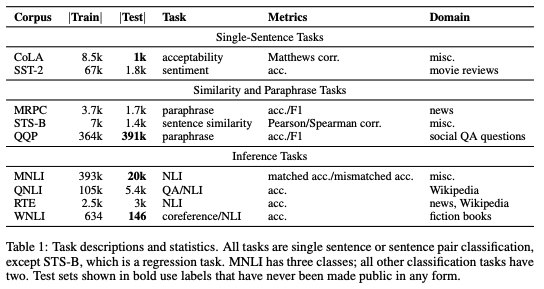 Corpus |Train| |Test| Task Metrics Domain
Single-Sentence Tasks
CoLA 8.5k 1k acceptability Matthews corr. misc.
SST-2 67k 1.8k sentiment acc. movie reviews
Similarity and Paraphrase Tasks
MRPC 3.7k 1.7k paraphrase acc./F1 news
STS-B 7k 1.4k sentence similarity Pearson/Spearman corr. misc.
QQP 364k 391k paraphrase acc./F1 social QA questions
Inference Tasks
MNLI 393k 20k NLI matched acc./mismatched acc. misc.
QNLI 105k 5.4k QA/NLI acc. Wikipedia
RTE 2.5k 3k NLI acc. news, Wikipedia
WNLI 634 146 coreference/NLI acc. fiction books
Table 1: Task descriptions and statistics. All tasks are single sentence or sentence pair classification,
except STS-B, which is a regression task. MNLI has three classes; all other classification tasks have
two. Test sets shown in bold use labels that have never been made public in any form.